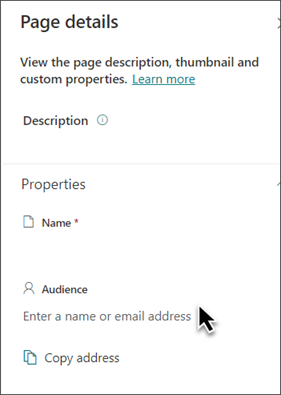 Page details
View the page description, thumbnail and
custom properties. Learn more
Description
Properties
Name *
Audience
Enter a name or email address
Copy address